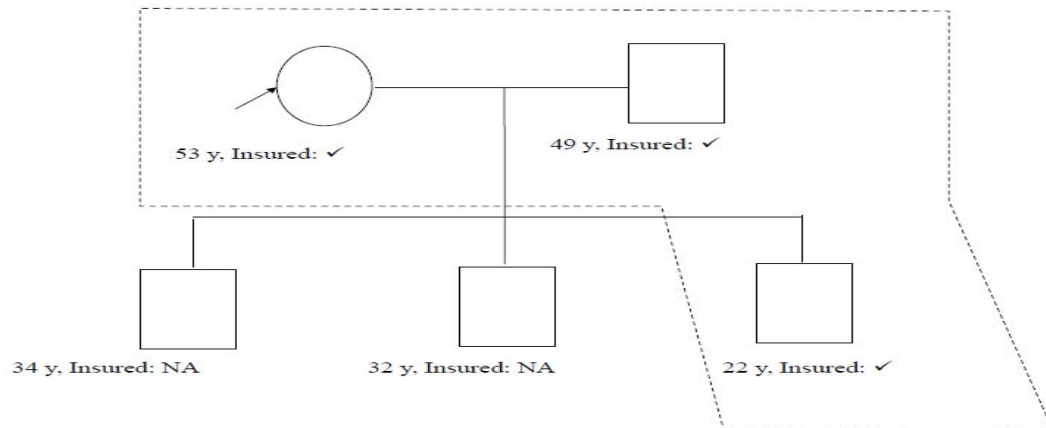 53 y, Insured: ✓
49 y, Insured: ✓
34 y, Insured: NA
32 y, Insured: NA
22 y, Insured: ✓